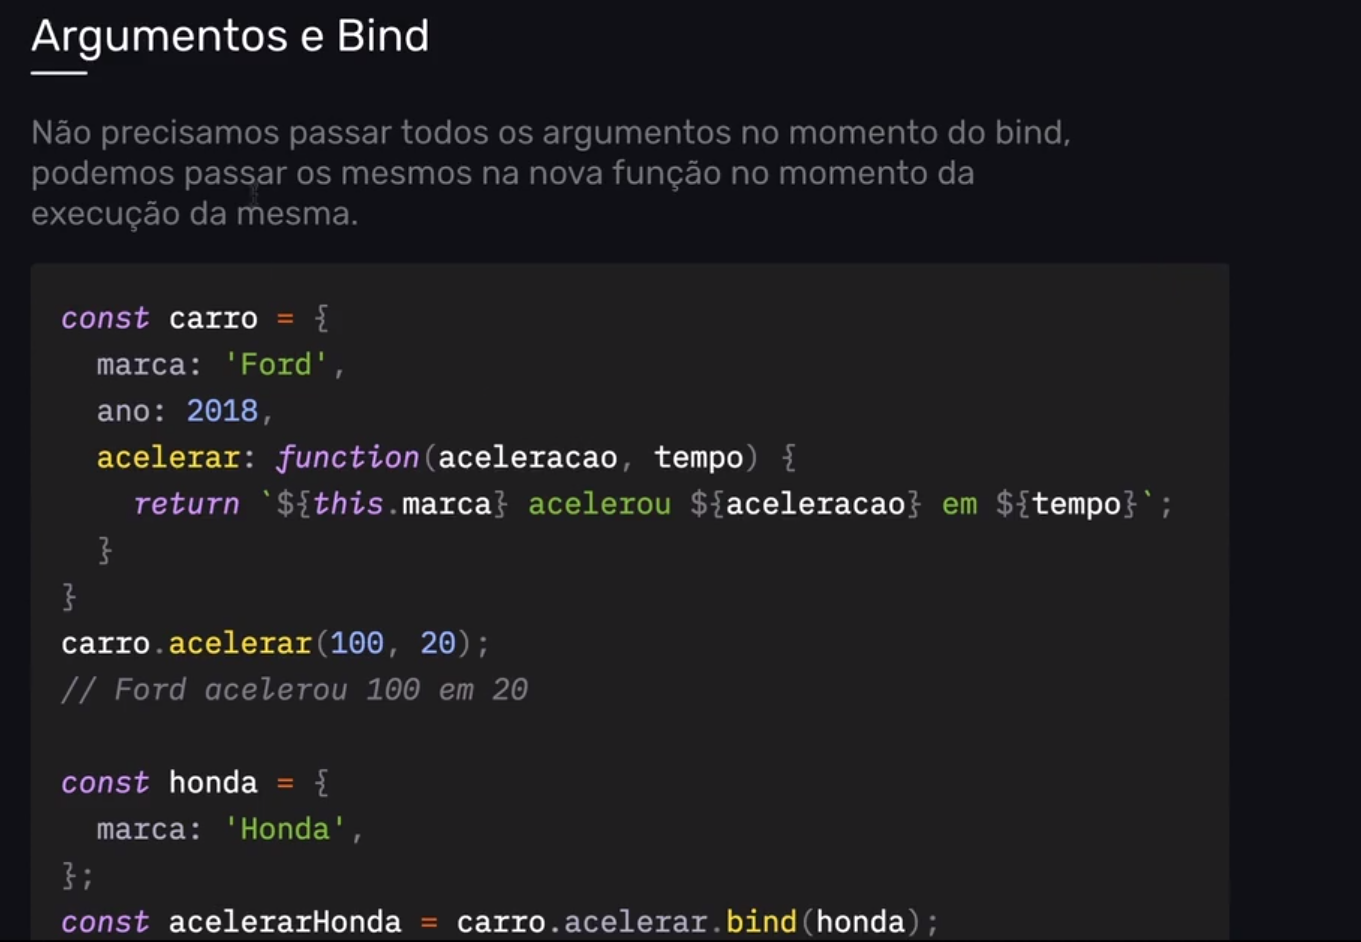 Argumentos e Bind
Não precisamos passar todos os argumentos no momento do bind,
podemos passar os mesmos na nova função no momento da
execução da mesma.
const carro = {
  marca: 'Ford',
  ano: 2018,
  acelerar: function(aceleracao, tempo) {
    return `${this.marca} acelerou ${aceleracao} em ${tempo}`;
  }
}
carro.acelerar(100, 20);
// Ford acelerou 100 em 20
const honda = {
  marca: 'Honda',
};
const acelerarHonda = carro.acelerar.bind(honda);